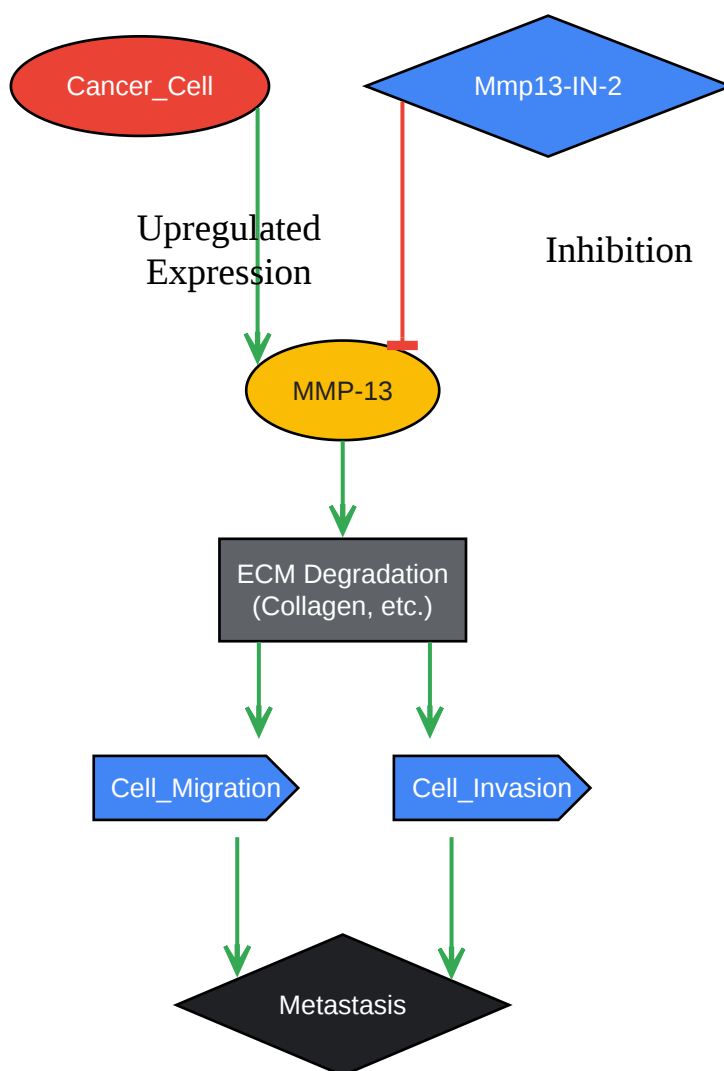 Cancer_Cell
Mmp13-IN-2
Upregulated
Expression
Inhibition
MMP-13
ECM Degradation
(Collagen, etc.)
Cell_Migration
Cell_Invasion
Metastasis